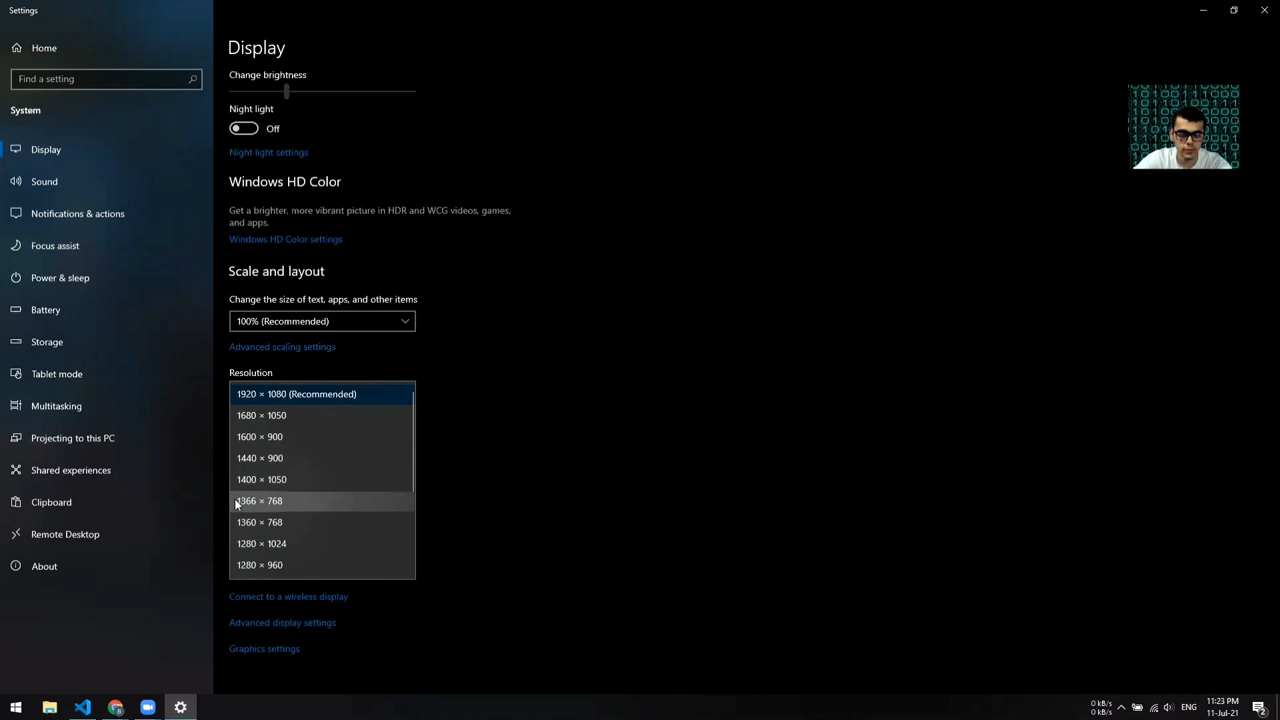 Settings
Home
Find a setting
System
Display
Sound
Notifications & actions
Focus assist
Power & sleep
Battery
Storage
Tablet mode
Multitasking
Projecting to this PC
Shared experiences
Clipboard
Remote Desktop
About
Display
Change brightness
Night light
Off
Night light settings
Windows HD Color
Get a brighter, more vibrant picture in HDR and WCG videos, games,
and apps.
Windows HD Color settings
Scale and layout
Change the size of text, apps, and other items
100% (Recommended)
Advanced scaling settings
Resolution
1920 × 1080 (Recommended)
1680 × 1050
1600 × 900
1440 × 900
1400 × 1050
1366 × 768
1360 × 768
1280 × 1024
1280 × 960
Connect to a wireless display
Advanced display settings
Graphics settings
0 kB/s
0 kB/s
ENG
11:23 PM
11-Jul-21
2